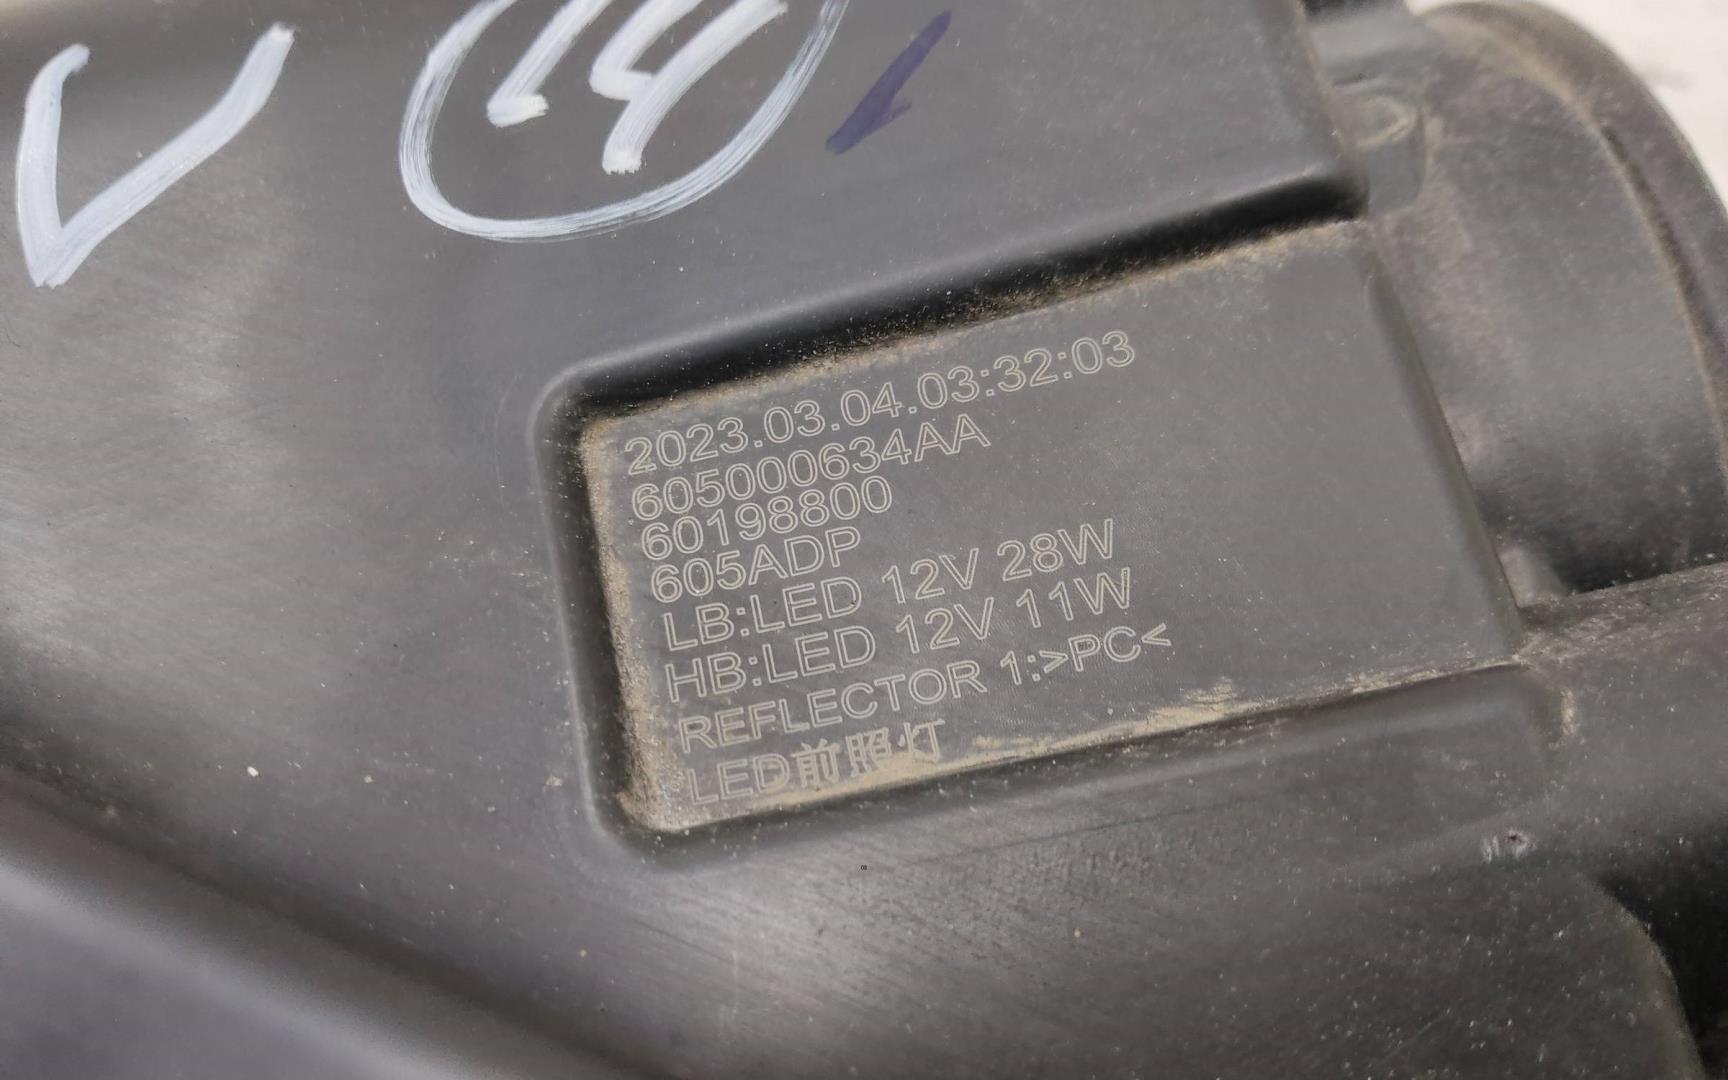 2023.03.04.03:32:03
605000634AA
60198800
605ADP
LB:LED 12V 28W
HB:LED 12V 11W
REFLECTOR 1:>PC<
LED前照灯